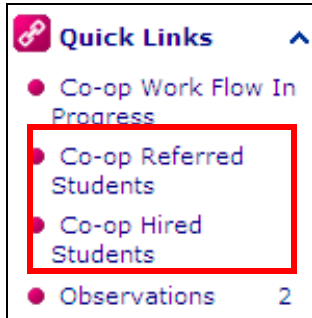 Quick Links
Co-op Work Flow In
Progress
Co-op Referred
Students
Co-op Hired
Students
Observations 2